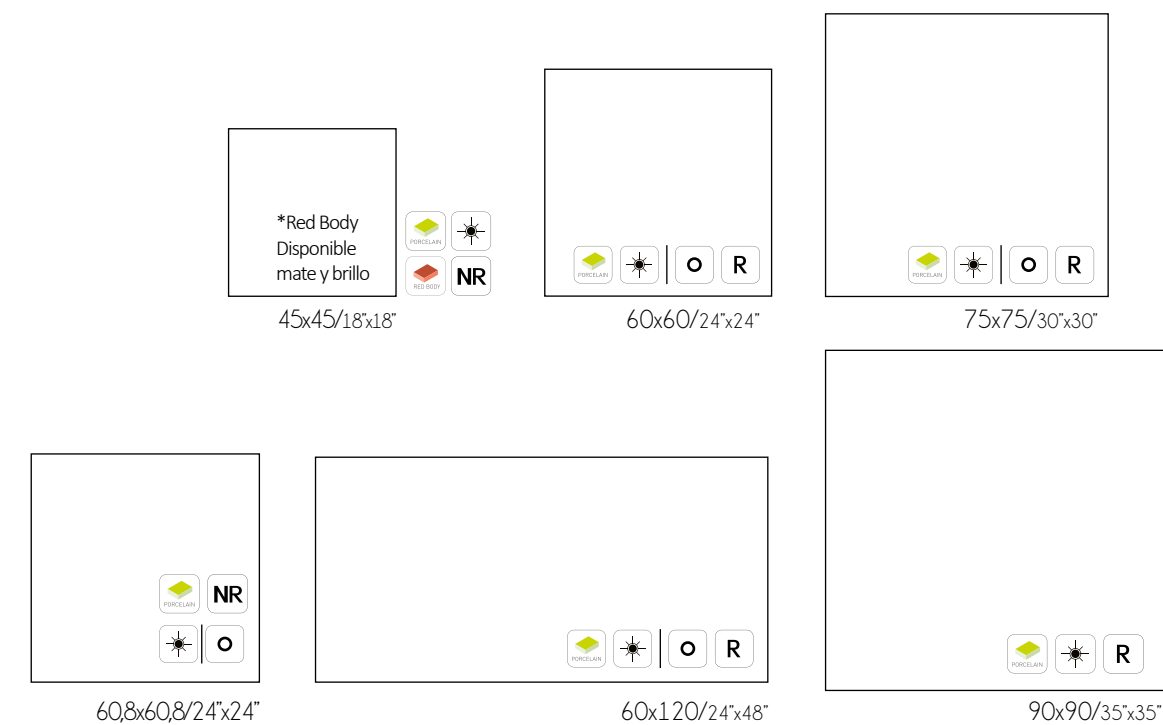 *Red Body
Disponible
mate y brillo
PORCELAIN
RED BODY NR
45x45/18"x18"
PORCELAIN O R
60x60/24"x24"
PORCELAIN O R
75x75/30"x30"
PORCELAIN NR
O
60,8x60,8/24"x24"
PORCELAIN O R
60x120/24"x48"
PORCELAIN R
90x90/35"x35"